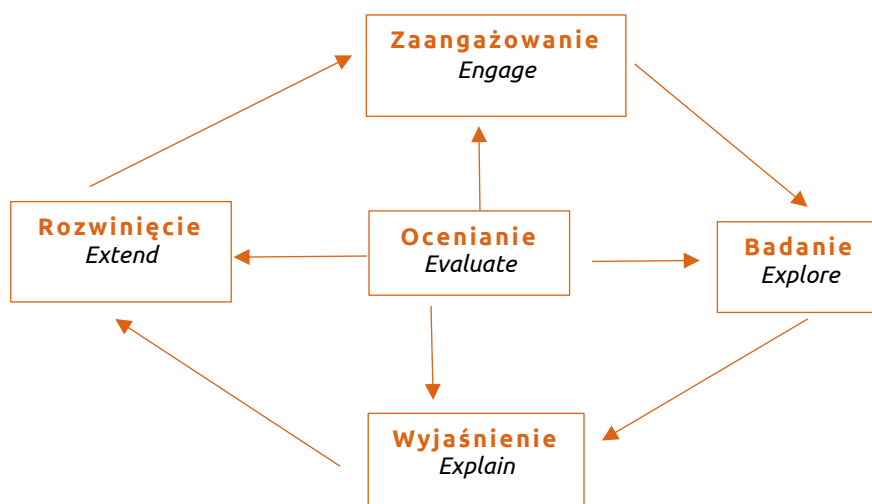 Zaangażowanie
Engage
Rozwinięcie
Extend
Ocenianie
Evaluate
Badanie
Explore
Wyjaśnienie
Explain